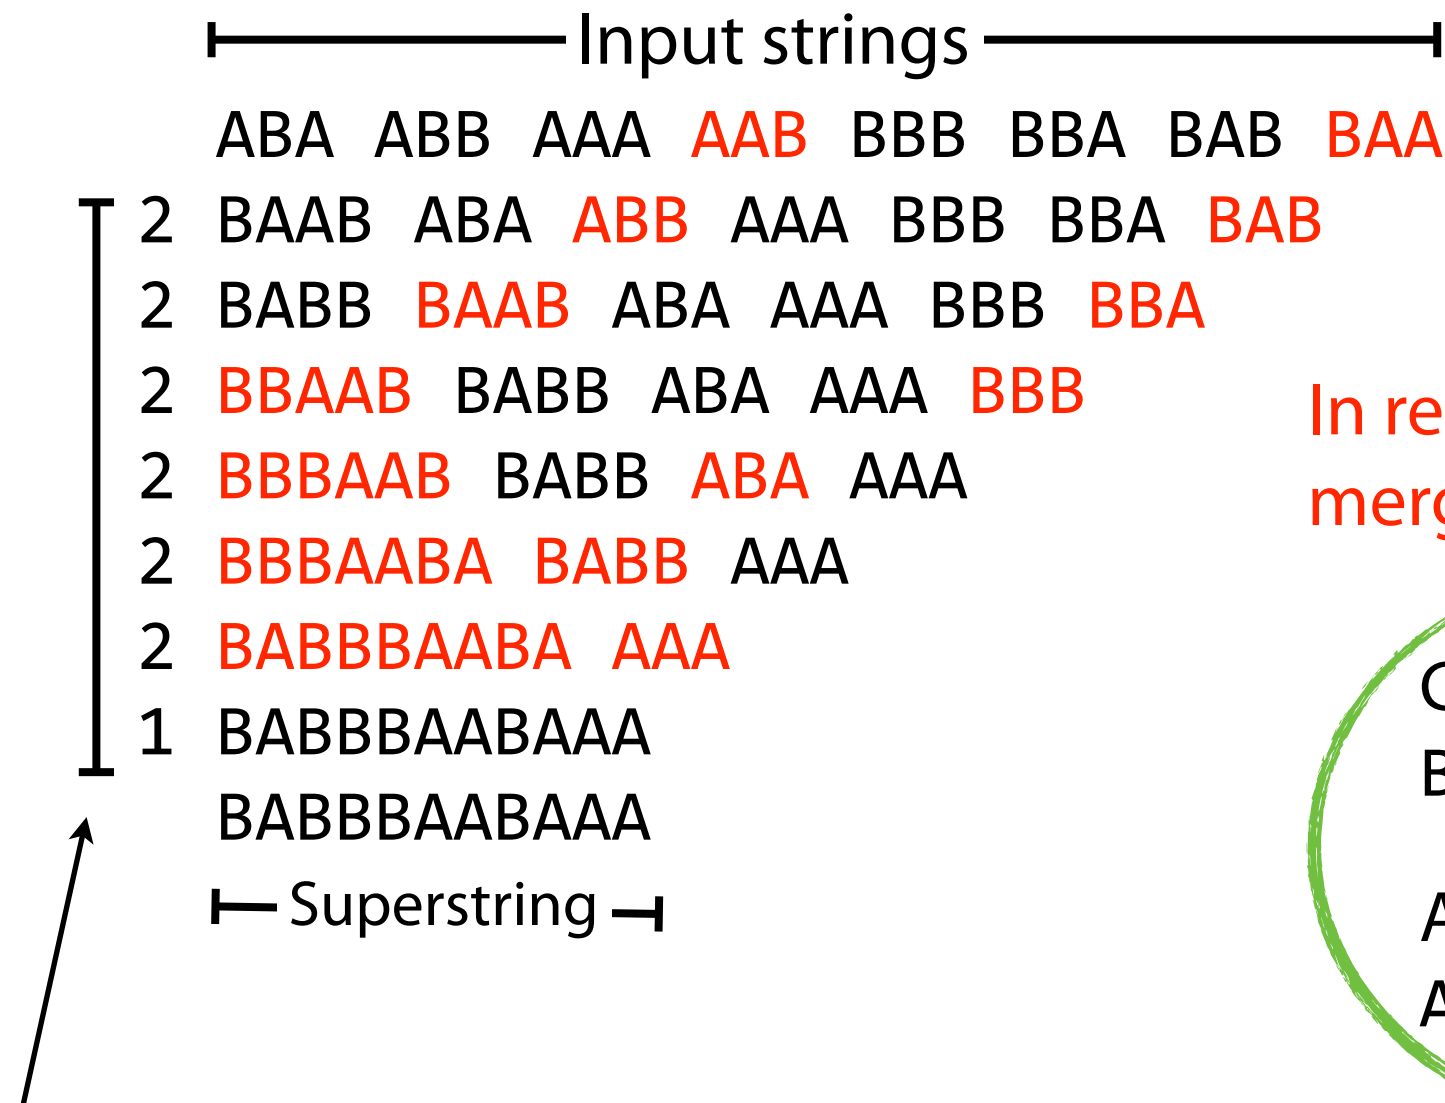 Input strings
ABA ABB AAA AAB BBB BBA BAB BAA
2 BAAB ABA ABB AAA BBB BBA BAB
2 BABB BAAB ABA AAA BBB BBA
2 BBAAB BABB ABA AAA BBB
2 BBBAAB BABB ABA AAA
2 BBBAABA BABB AAA
2 BABBBAABA AAA
1 BABBBAABAAA
BABBBAABAAA
Superstring
In